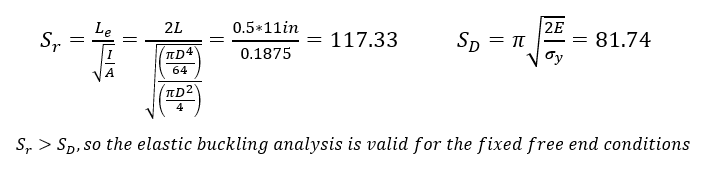 S_r = L_e / √(I/A) = 2L / √((πD⁴/64) / (πD²/4)) = 0.5*11in / 0.1875 = 117.33    S_D = π √(2E/σ_y) = 81.74
S_r > S_D, so the elastic buckling analysis is valid for the fixed free end conditions